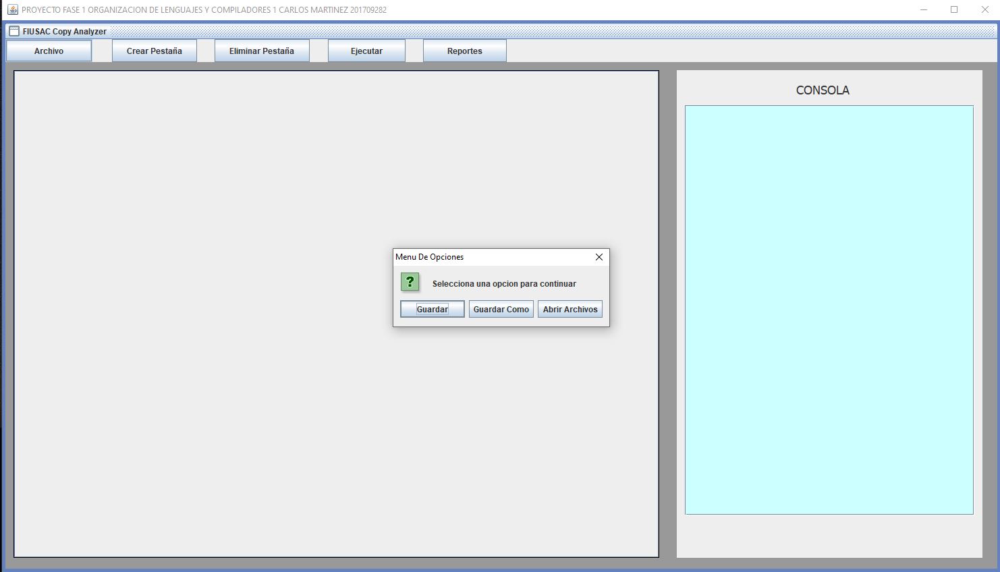 PROYECTO FASE 1 ORGANIZACION DE LENGUAJES Y COMPILADORES 1 CARLOS MARTINEZ 201709282
FIUSAC Copy Analyzer
Archivo Crear Pestaña Eliminar Pestaña Ejecutar Reportes
CONSOLA
Menu De Opciones
? Selecciona una opcion para continuar
Guardar Guardar Como Abrir Archivos